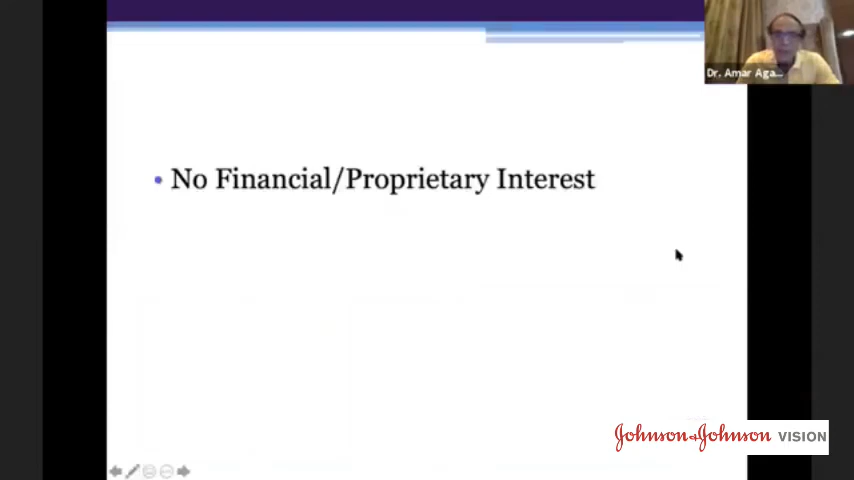 Dr. Amar Aga...
• No Financial/Proprietary Interest
Johnson & Johnson VISION